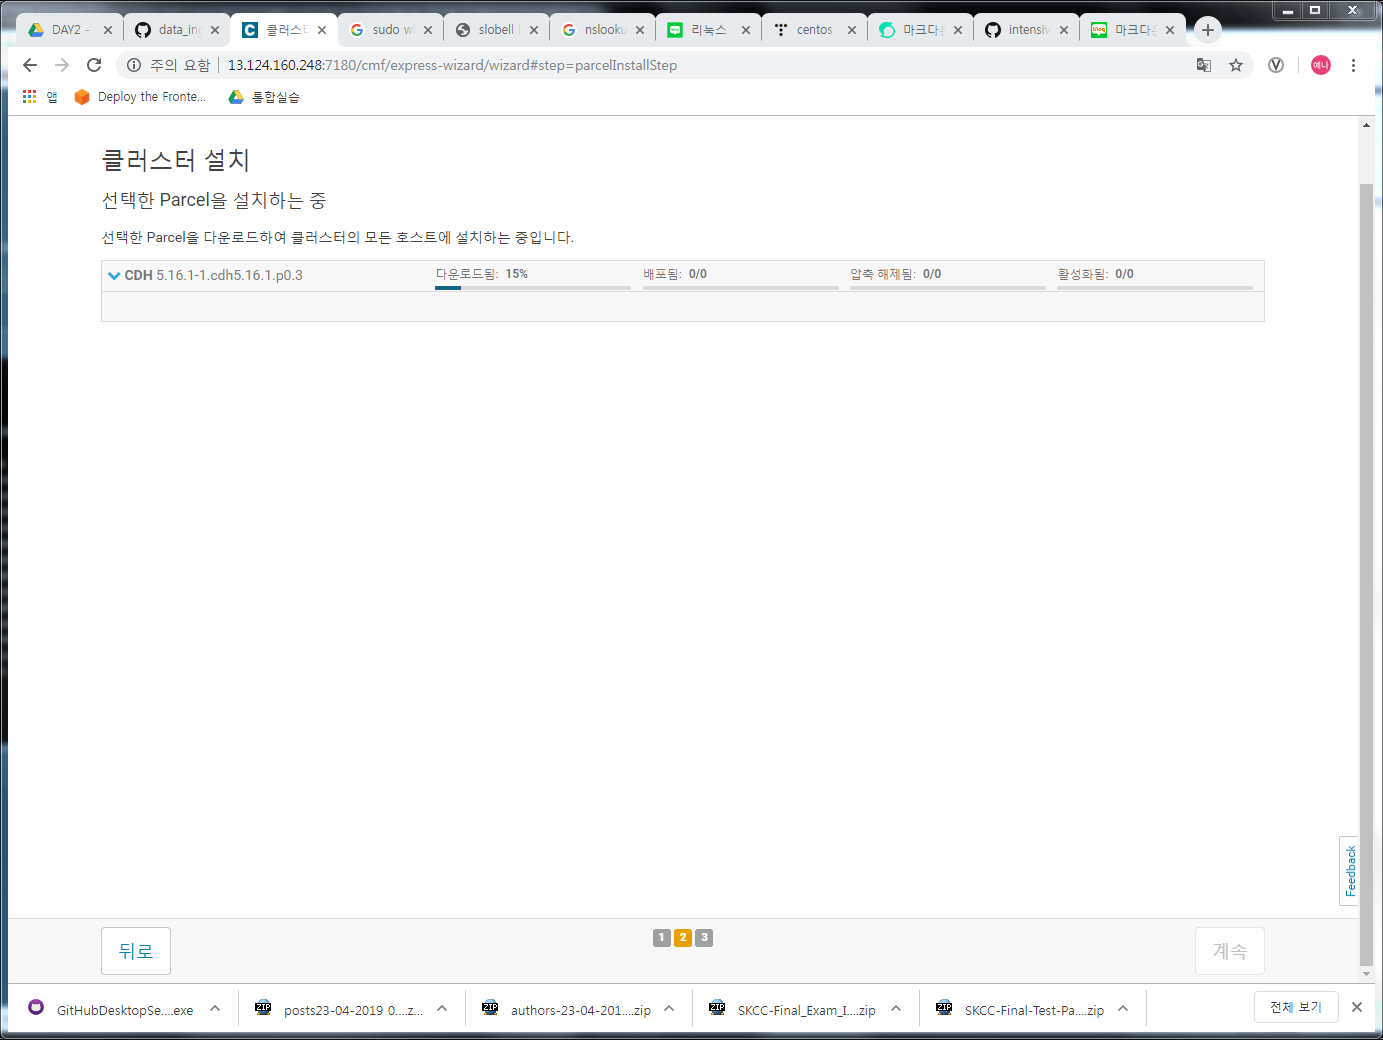 DAY2 -
data_ing
클러스터
sudo wi
slobell
nslooku
리눅스
centos
마크다운
intensiv
마크다운
주의 요함 13.124.160.248:7180/cmf/express-wizard/wizard#step=parcelInstallStep
예나
앱 Deploy the Fronte... 통합실습
클러스터 설치
선택한 Parcel을 설치하는 중
선택한 Parcel을 다운로드하여 클러스터의 모든 호스트에 설치하는 중입니다.
CDH 5.16.1-1.cdh5.16.1.p0.3 다운로드됨: 15% 배포됨: 0/0 압축 해제됨: 0/0 활성화됨: 0/0
Feedback
뒤로 1 2 3 계속
GitHubDesktopSe....exe posts23-04-2019 0....z... authors-23-04-201....zip SKCC-Final_Exam_I....zip SKCC-Final-Test-Pa....zip 전체 보기